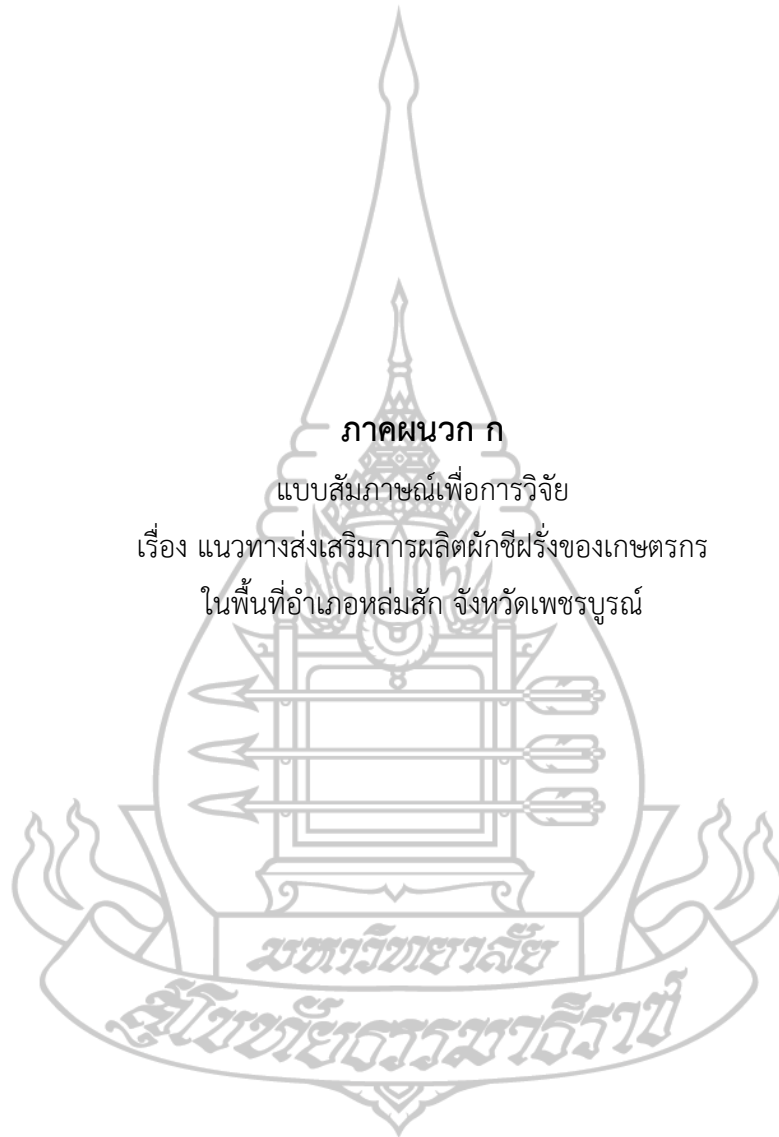 ภาคผนวก ก
แบบสัมภาษณ์เพื่อการวิจัย
เรื่อง แนวทางส่งเสริมการผลิตผักชีฝรั่งของเกษตรกร
ในพื้นที่อำเภอหล่มสัก จังหวัดเพชรบูรณ์
มหาวิทยาลัย
สุโขทัยธรรมาธิราช